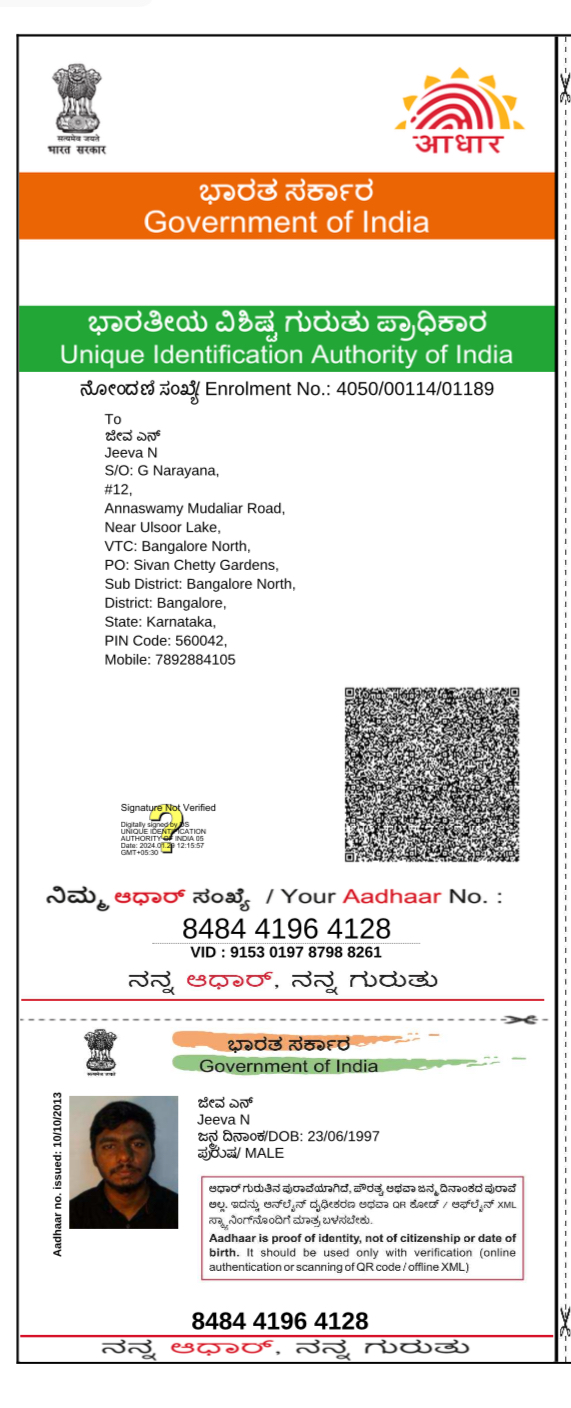 सत्यमेव जयते
भारत सरकार
आधार
ಭಾರತ ಸರ್ಕಾರ
Government of India
ಭಾರತೀಯ ವಿಶಿಷ್ಟ ಗುರುತು ಪ್ರಾಧಿಕಾರ
Unique Identification Authority of India
ನೋಂದಣಿ ಸಂಖ್ಯೆ/ Enrolment No.: 4050/00114/01189
To
ಜೀವ ಎನ್
Jeeva N
S/O: G Narayana,
#12,
Annaswamy Mudaliar Road,
Near Ulsoor Lake,
VTC: Bangalore North,
PO: Sivan Chetty Gardens,
Sub District: Bangalore North,
District: Bangalore,
State: Karnataka,
PIN Code: 560042,
Mobile: 7892884105
Signature Not Verified
Digitally signed by DS
UNIQUE IDENTIFICATION
AUTHORITY OF INDIA 05
Date: 2024.01.29 12:15:57
GMT+05:30
ನಿಮ್ಮ ಆಧಾರ್ ಸಂಖ್ಯೆ / Your Aadhaar No. :
8484 4196 4128
VID : 9153 0197 8798 8261
ನನ್ನ ಆಧಾರ್, ನನ್ನ ಗುರುತು
ಭಾರತ ಸರ್ಕಾರ
Government of India
Aadhaar no. issued: 10/10/2013
ಜೀವ ಎನ್
Jeeva N
ಜನ್ಮ ದಿನಾಂಕ/DOB: 23/06/1997
ಪುರುಷ/ MALE
ಆಧಾರ್ ಗುರುತಿನ ಪುರಾವೆಯಾಗಿದೆ, ಪೌರತ್ವ ಅಥವಾ ಜನ್ಮ ದಿನಾಂಕದ ಪುರಾವೆ
ಅಲ್ಲ. ಇದನ್ನು ಆನ್‌ಲೈನ್ ದೃಢೀಕರಣ ಅಥವಾ QR ಕೋಡ್ / ಆಫ್‌ಲೈನ್ XML
ಸ್ಕ್ಯಾನಿಂಗ್‌ನೊಂದಿಗೆ ಮಾತ್ರ ಬಳಸಬೇಕು.
Aadhaar is proof of identity, not of citizenship or date of
birth. It should be used only with verification (online
authentication or scanning of QR code / offline XML)
8484 4196 4128
ನನ್ನ ಆಧಾರ್, ನನ್ನ ಗುರುತು